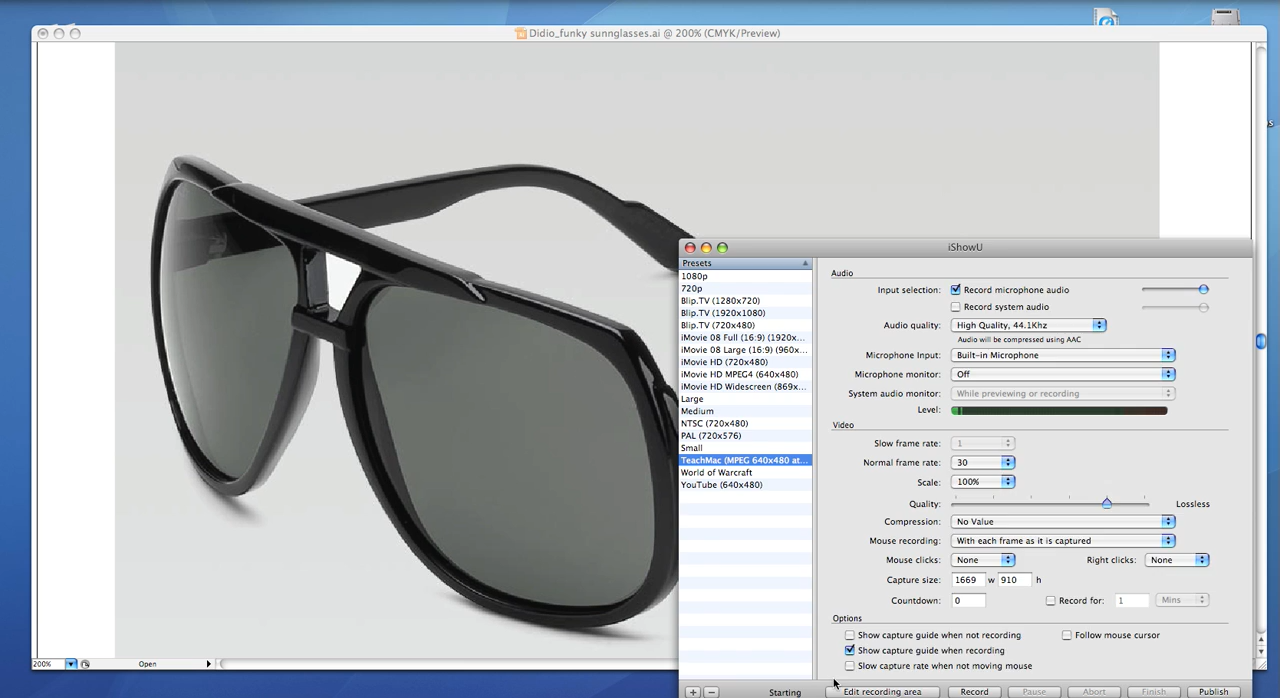 Didio_funky sunnglasses.ai @ 200% (CMYK/Preview)
iShowU
Presets
1080p
720p
Blip.TV (1280x720)
Blip.TV (1920x1080)
Blip.TV (720x480)
iMovie 08 Full (16:9) (1920x...
iMovie 08 Large (16:9) (960x...
iMovie HD (720x480)
iMovie HD MPEG4 (640x480)
iMovie HD Widescreen (869x...
Large
Medium
NTSC (720x480)
PAL (720x576)
Small
TeachMac (MPEG 640x480 at...
World of Warcraft
YouTube (640x480)
Audio
Input selection: Record microphone audio
Record system audio
Audio quality: High Quality, 44.1Khz
Audio will be compressed using AAC
Microphone Input: Built-in Microphone
Microphone monitor: Off
System audio monitor: While previewing or recording
Level:
Video
Slow frame rate: 1
Normal frame rate: 30
Scale: 100%
Quality: Lossless
Compression: No Value
Mouse recording: With each frame as it is captured
Mouse clicks: None Right clicks: None
Capture size: 1669 w 910 h
Countdown: 0 Record for: 1 Mins
Options
Show capture guide when not recording Follow mouse cursor
Show capture guide when recording
Slow capture rate when not moving mouse
200% Open
+ − Starting Edit recording area Record Pause Abort Finish Publish